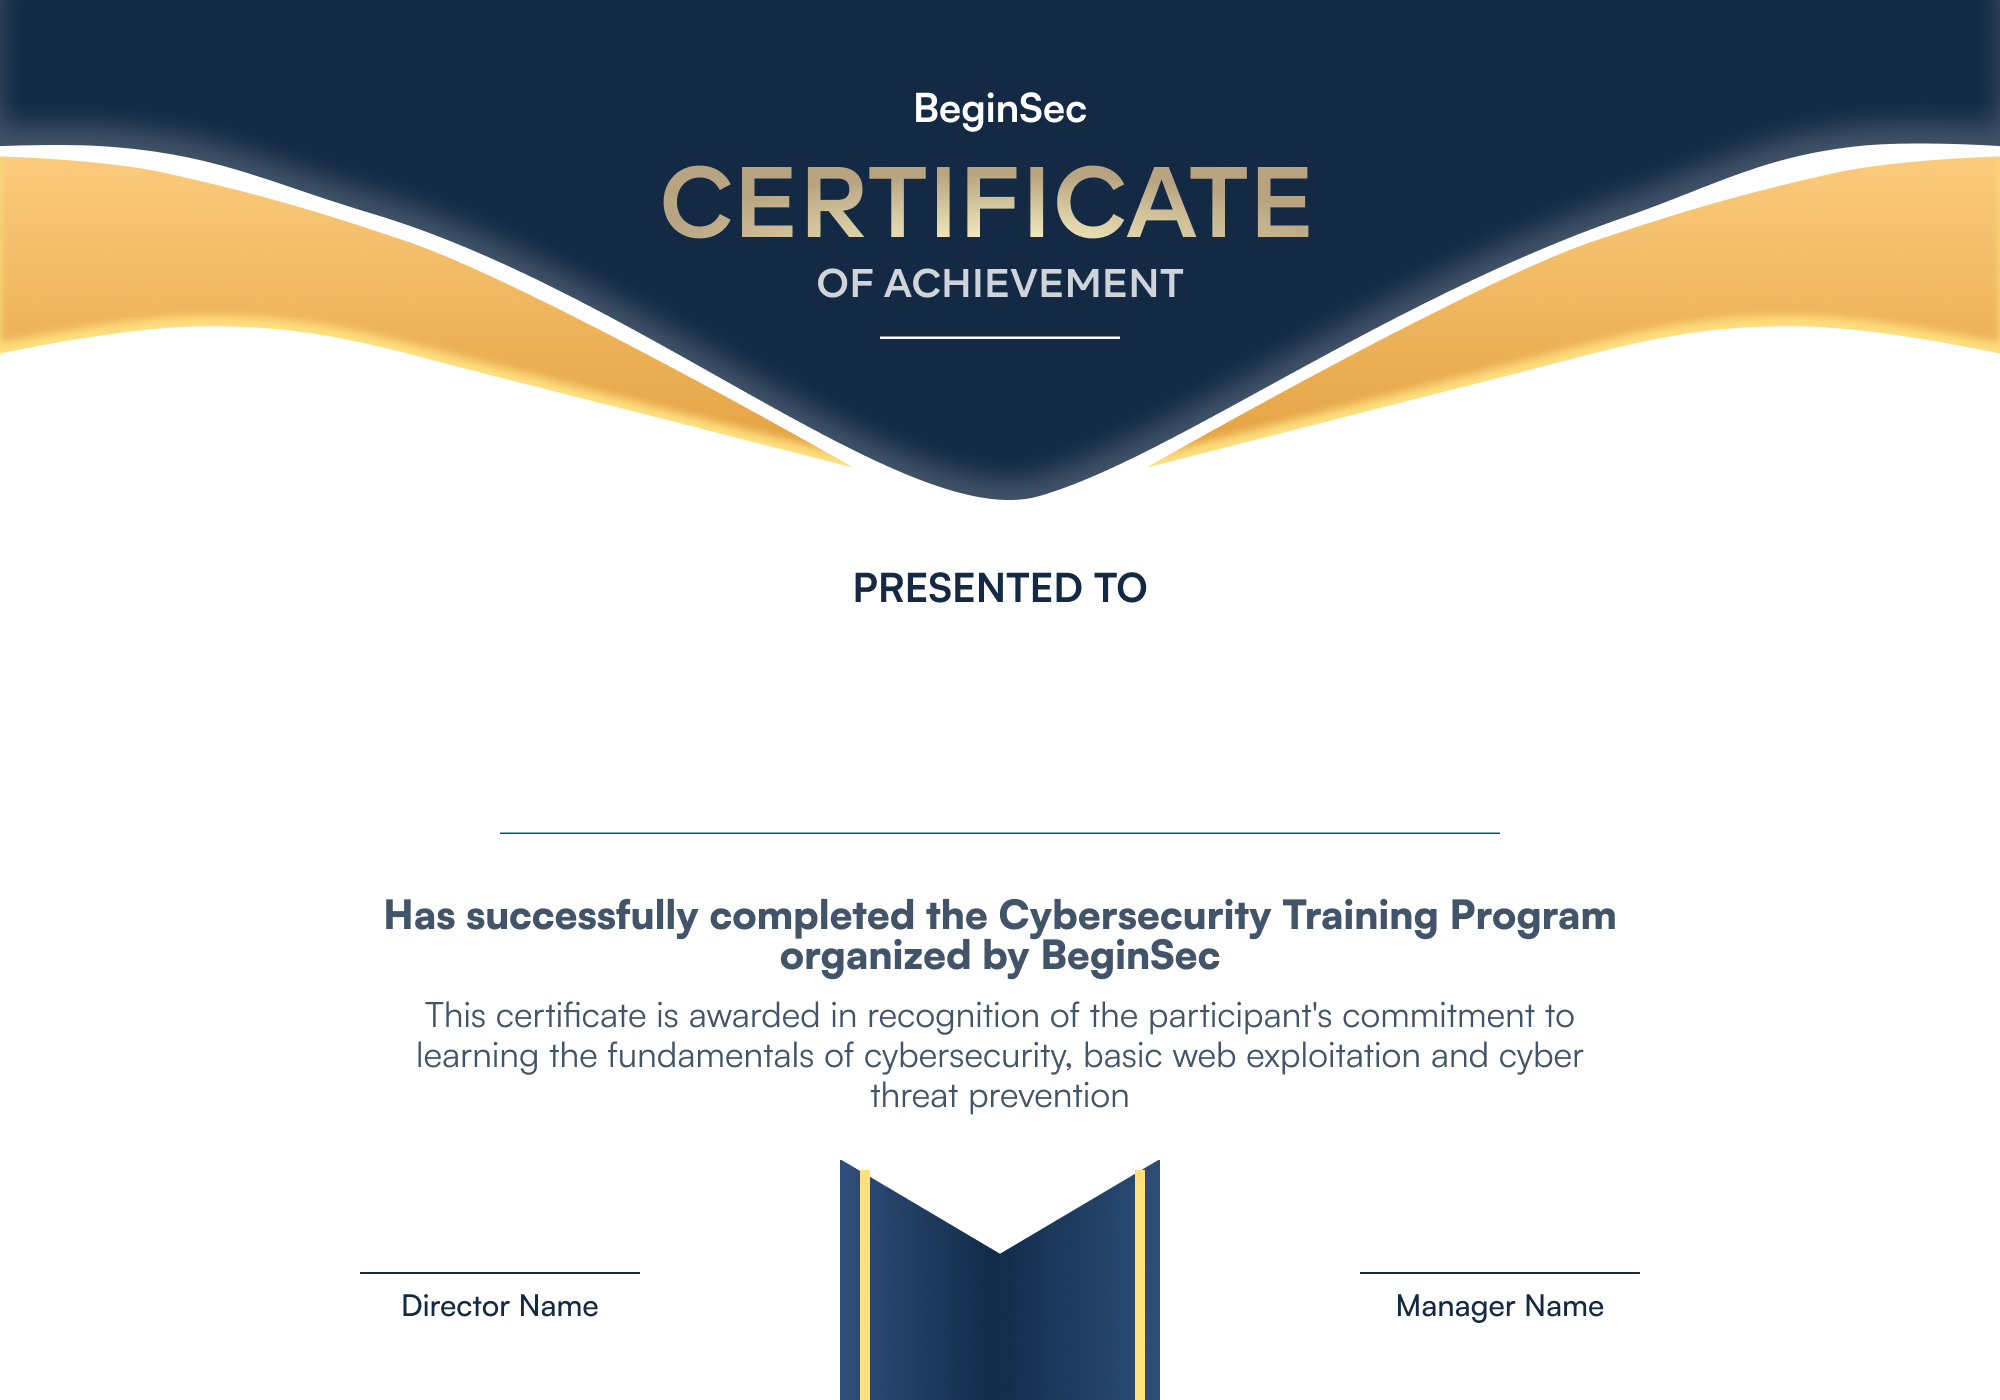 BeginSec
CERTIFICATE
OF ACHIEVEMENT
PRESENTED TO
Has successfully completed the Cybersecurity Training Program
organized by BeginSec
This certificate is awarded in recognition of the participant's commitment to
learning the fundamentals of cybersecurity, basic web exploitation and cyber
threat prevention
Director Name
Manager Name